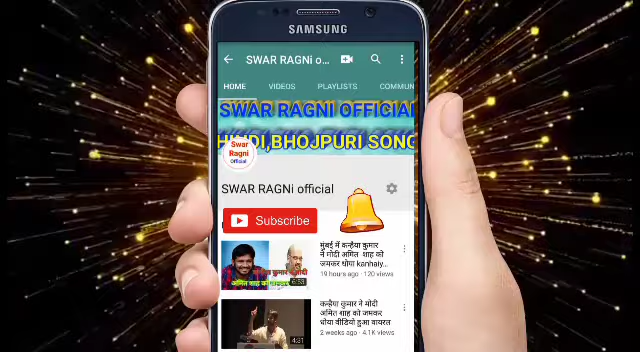 SAMSUNG
SWAR RAGNi o...
HOME VIDEOS PLAYLISTS COMMUN
SWAR RAGNI OFFICIAL
HINDI,BHOJPURI SONG
Swar
Ragni
Official
SWAR RAGNi official
Subscribe
मुंबई में कन्हैया कुमार
ने मोदी अमित शाह को
जमकर धोया kanhaiy...
19 hours ago · 120 views
6:53
कन्हैया कुमार ने मोदी
अमित शाह को जमकर
धोया वीडियो हुआ वायरल
2 weeks ago · 4.1K views
4:31